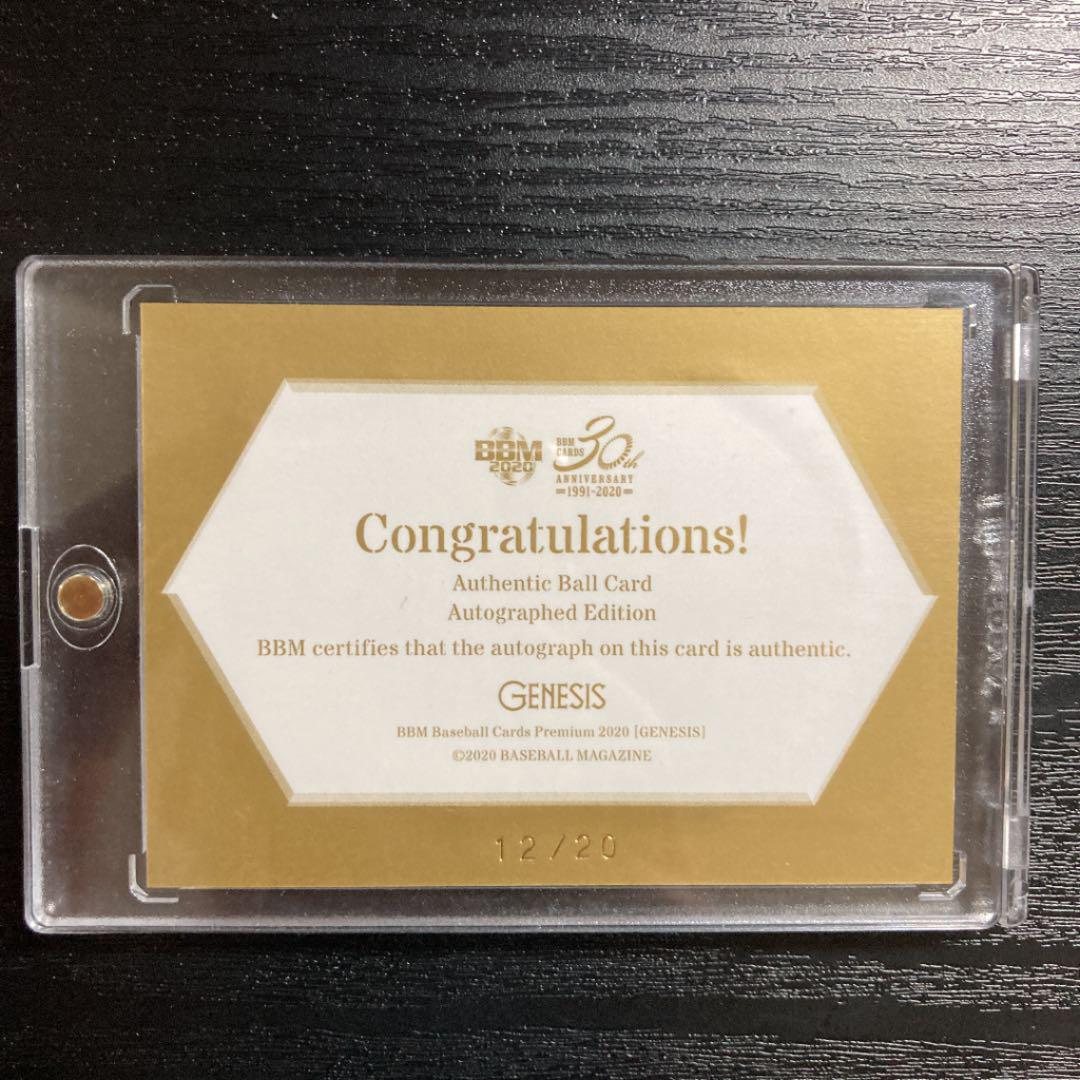 BBM
2020
BBM
CARDS
30th
ANNIVERSARY
1991-2020
Congratulations!
Authentic Ball Card
Autographed Edition
BBM certifies that the autograph on this card is authentic.
GENESIS
BBM Baseball Cards Premium 2020 [GENESIS]
©2020 BASEBALL MAGAZINE
12/20